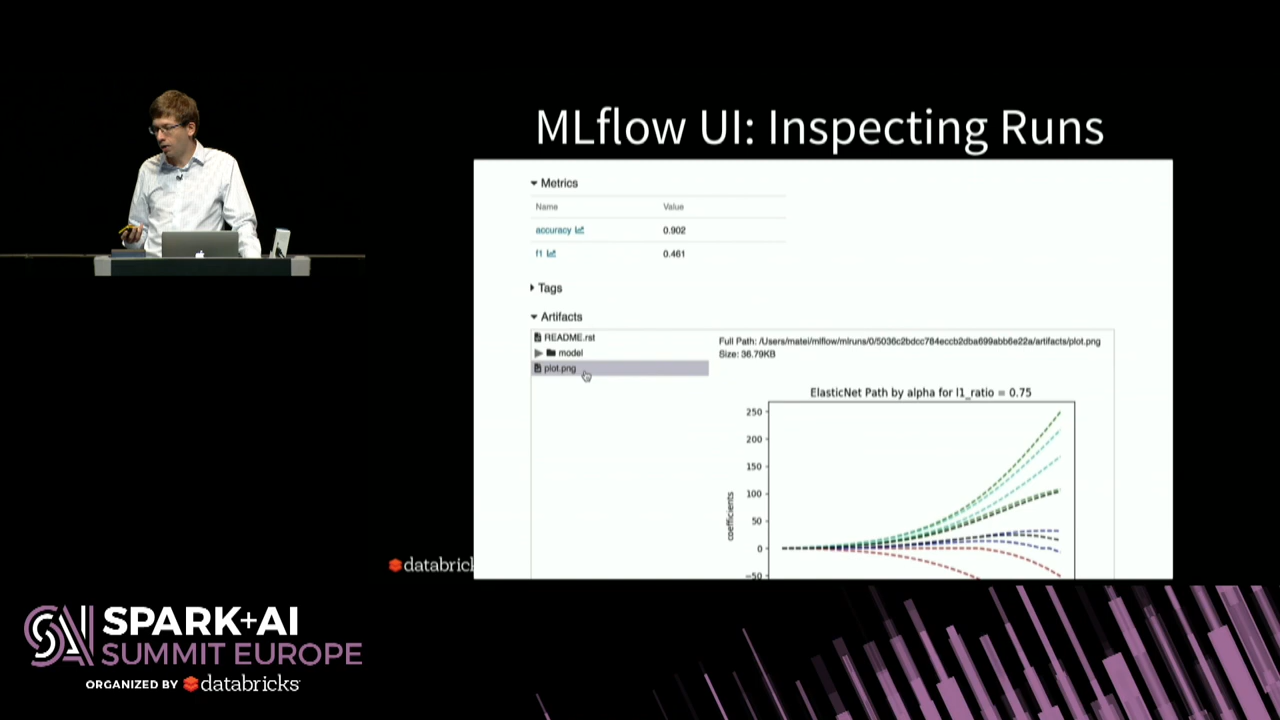 MLflow UI: Inspecting Runs
Metrics
Name Value
accuracy 0.902
f1 0.461
Tags
Artifacts
README.rst
model
plot.png
Full Path: /Users/matei/mlflow/mlruns/0/5036c2bdcc784eccb2dba699abb6e22a/artifacts/plot.png
Size: 36.79KB
ElasticNet Path by alpha for l1_ratio = 0.75
250
200
150
100
50
0
−50
coefficients
databric
SPARK+AI
SUMMIT EUROPE
ORGANIZED BY databricks